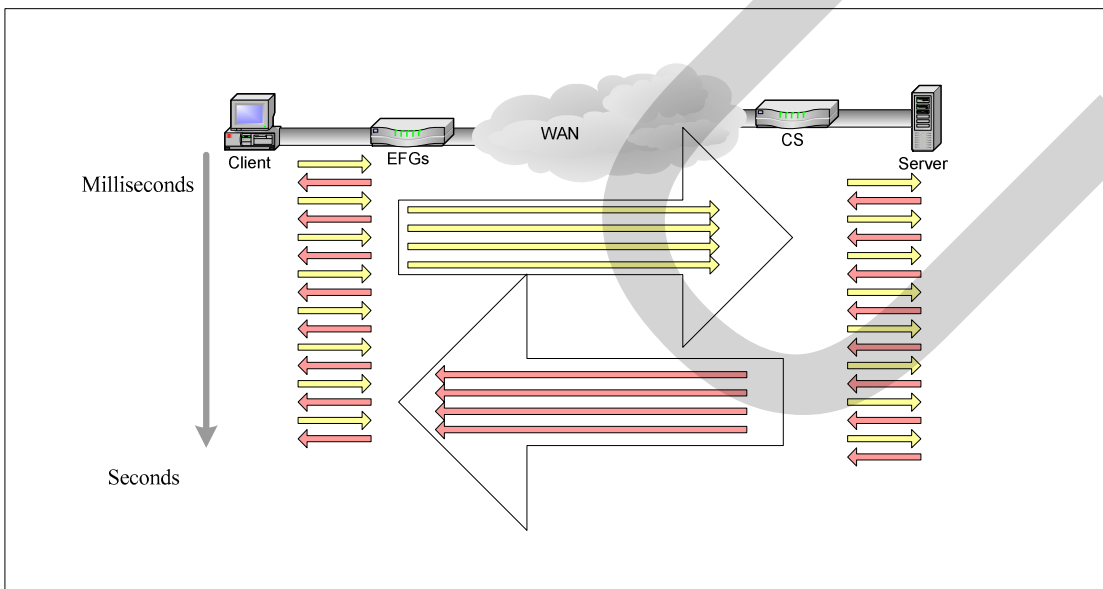 WAN
CS
Client
EFGs
Server
Milliseconds
Seconds